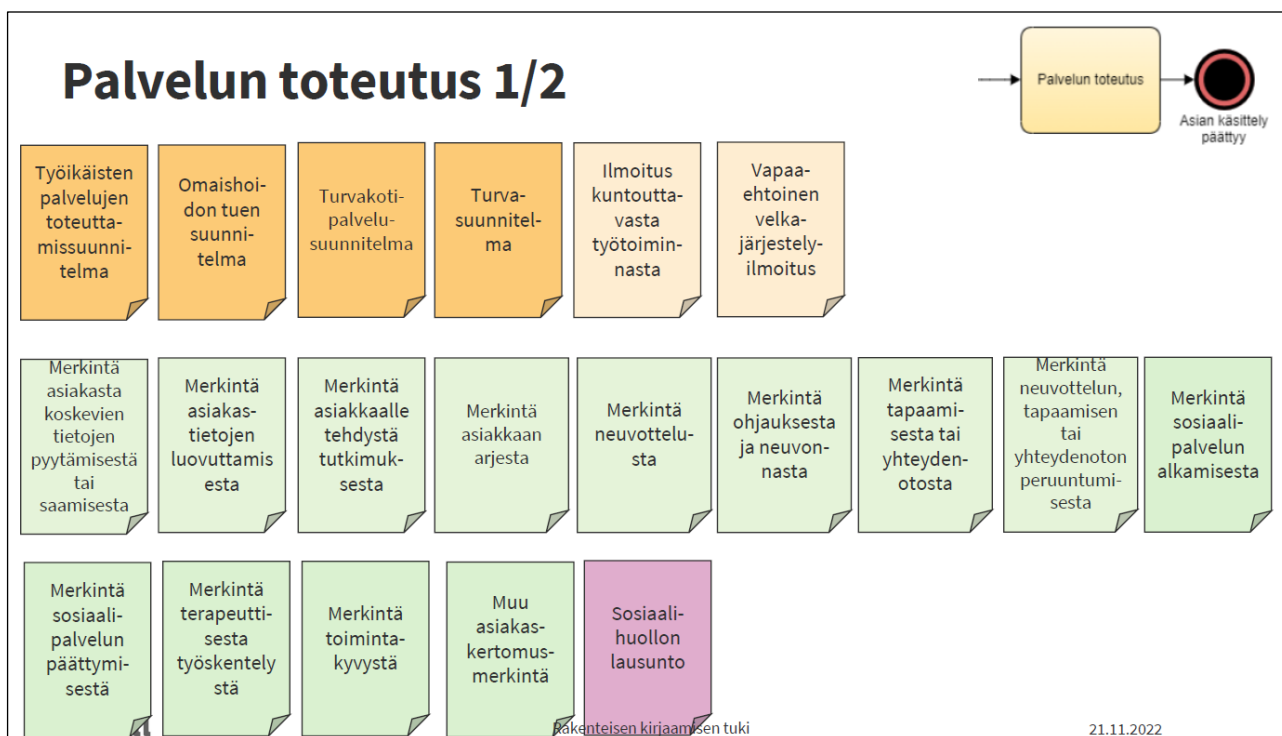 Palvelun toteutus 1/2
Palvelun toteutus
Asian käsittely
päättyy
Työikäisten
palvelujen
toteutta-
missuunni-
telma
Omaishoi-
don tuen
suunni-
telma
Turvakoti-
palvelu-
suunnitelma
Turva-
suunnitel-
ma
Ilmoitus
kuntoutta-
vasta
työtoimin-
nasta
Vapaa-
ehtoinen
velka-
järjestely-
ilmoitus
Merkintä
asiakasta
koskevien
tietojen
pyytämisestä
tai
saamisesta
Merkintä
asiakas-
tietojen
luovuttamis
esta
Merkintä
asiakkaalle
tehdystä
tutkimuk-
sesta
Merkintä
asiakkaan
arjesta
Merkintä
neuvottelu-
sta
Merkintä
ohjauksesta
ja neuvon-
nasta
Merkintä
tapaami-
sesta tai
yhteyden-
otosta
Merkintä
neuvottelun,
tapaamisen
tai
yhteydenoton
peruuntumi-
sesta
Merkintä
sosiaali-
palvelun
alkamisesta
Merkintä
sosiaali-
palvelun
päättymi-
sestä
Merkintä
terapeutti-
sesta
työskentely
stä
Merkintä
toiminta-
kyvystä
Muu
asiakas-
kertomus-
merkintä
Sosiaali-
huollon
lausunto
Rakenteisen kirjaamisen tuki
21.11.2022